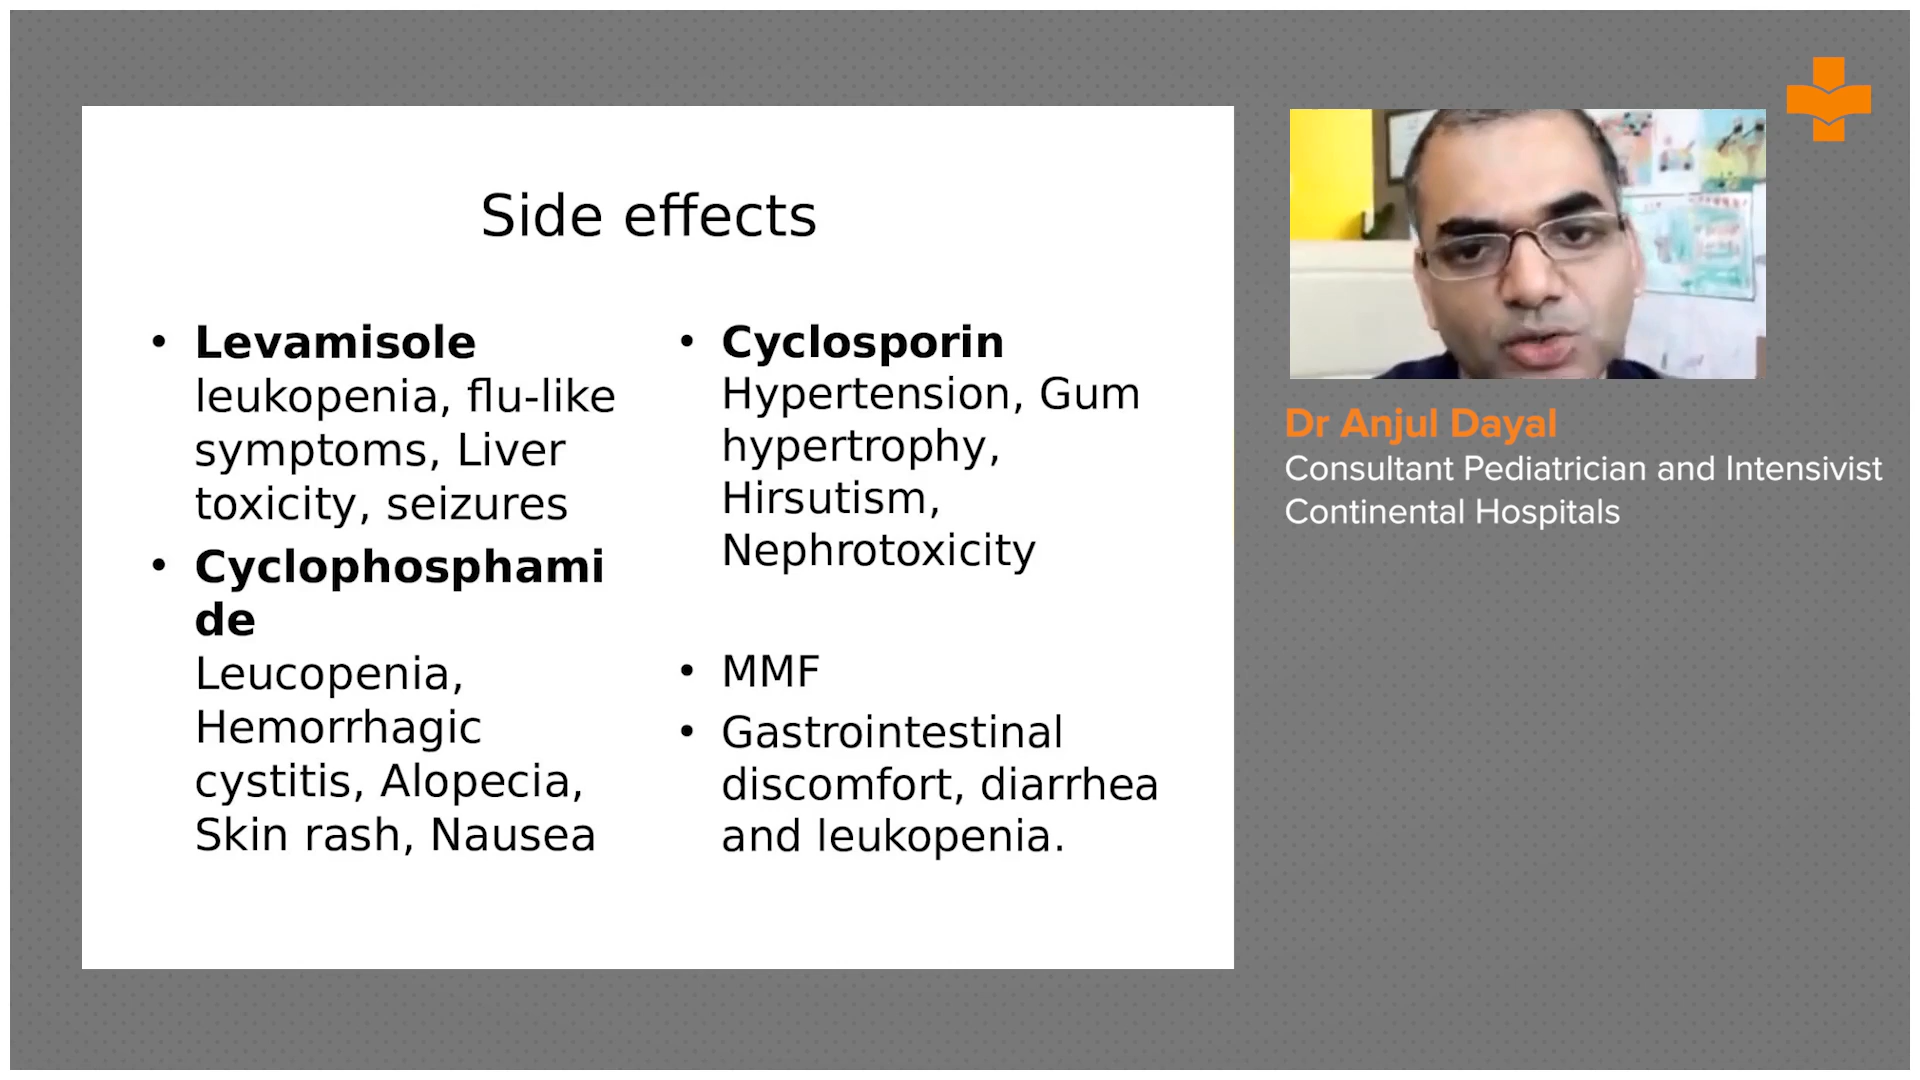 Side effects
• Levamisole
leukopenia, flu-like
symptoms, Liver
toxicity, seizures
• Cyclophosphami
de
Leucopenia,
Hemorrhagic
cystitis, Alopecia,
Skin rash, Nausea
• Cyclosporin
Hypertension, Gum
hypertrophy,
Hirsutism,
Nephrotoxicity
• MMF
• Gastrointestinal
discomfort, diarrhea
and leukopenia.
Dr Anjul Dayal
Consultant Pediatrician and Intensivist
Continental Hospitals